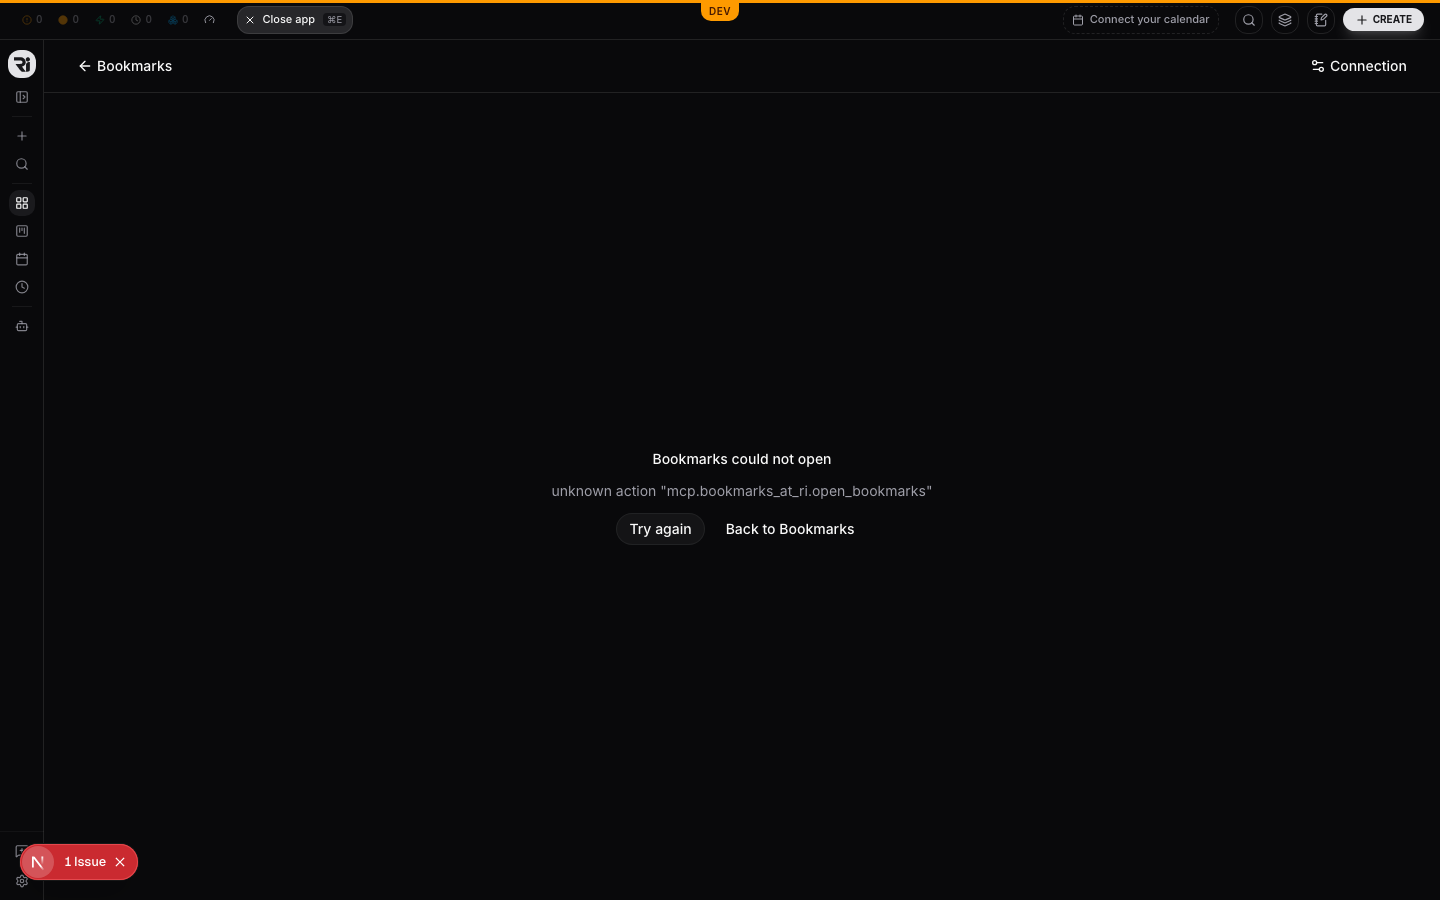 0 0 0 0 0
Close app ⌘E
DEV
Connect your calendar
CREATE
Ri
Bookmarks
Connection
Bookmarks could not open
unknown action "mcp.bookmarks_at_ri.open_bookmarks"
Try again
Back to Bookmarks
N 1 Issue